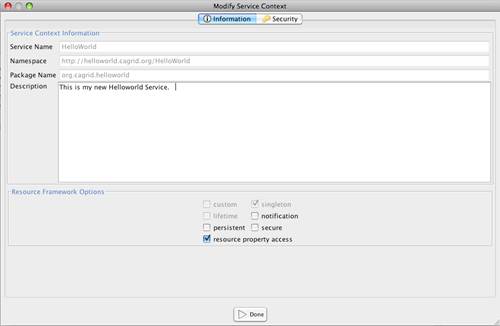 Modify Service Context
Information Security
Service Context Information
Service Name HelloWorld
Namespace http://helloworld.cagrid.org/HelloWorld
Package Name org.cagrid.helloworld
Description This is my new Helloworld Service.
Resource Framework Options
custom singleton
lifetime notification
persistent secure
resource property access
Done